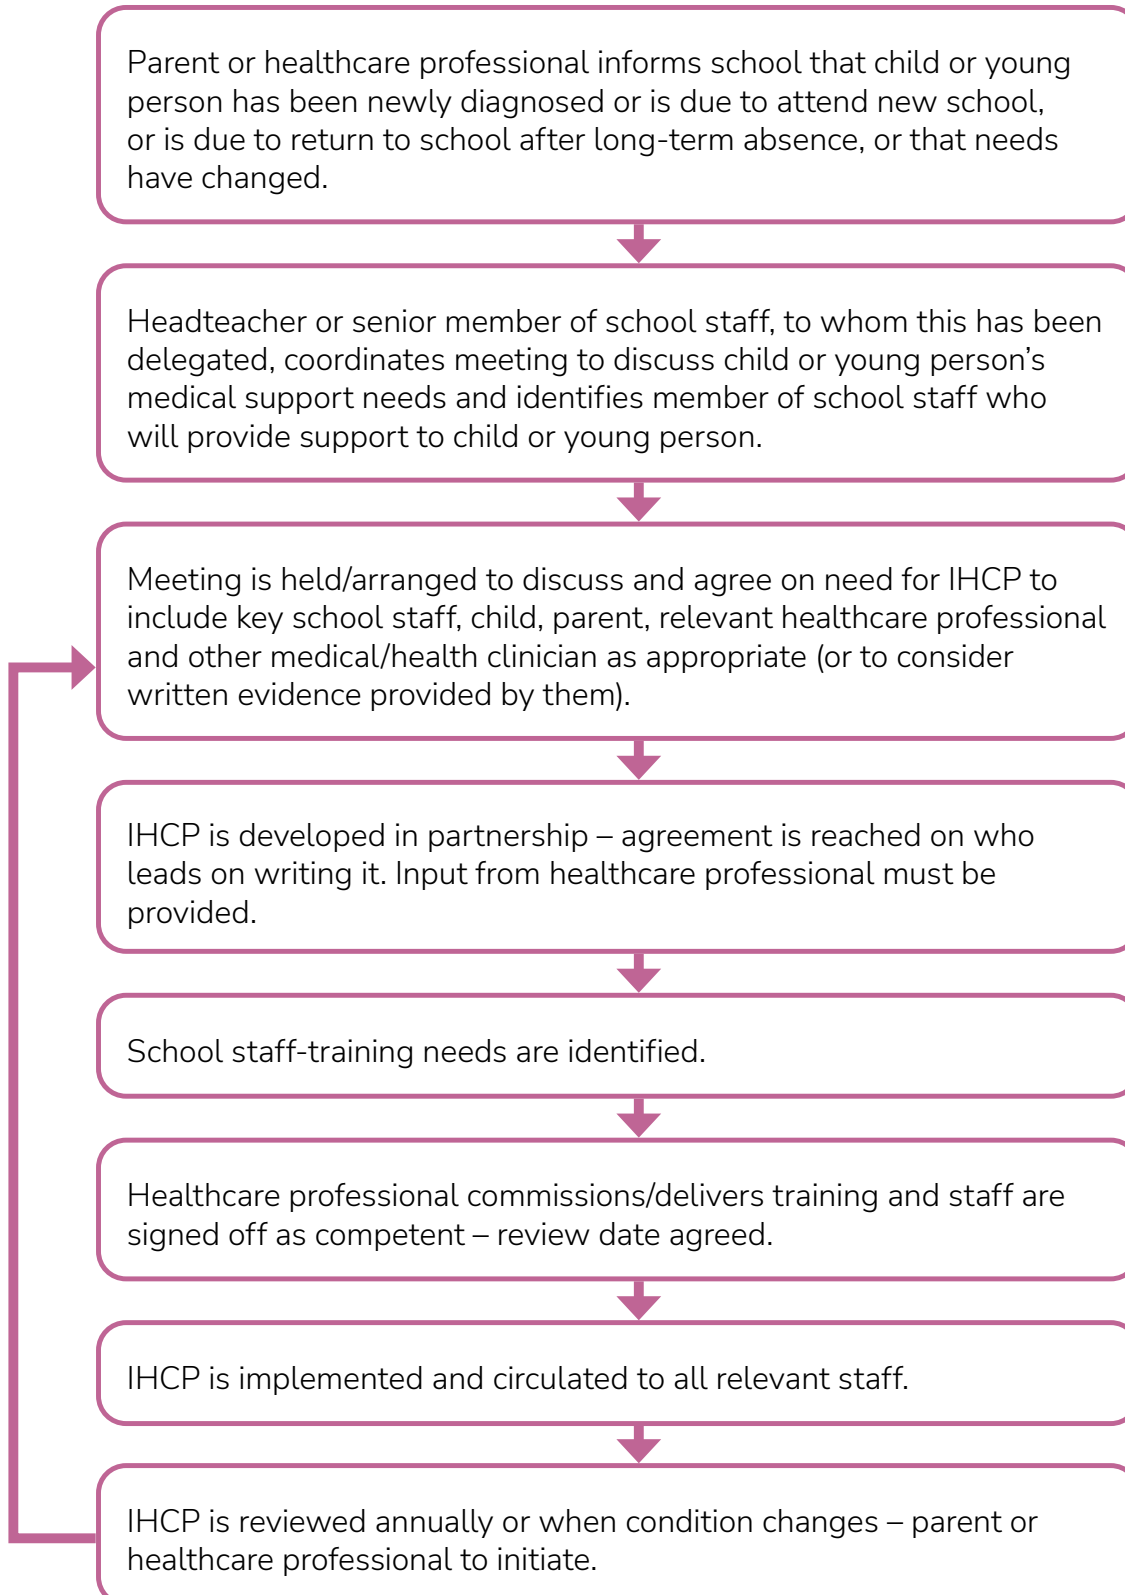 Parent or healthcare professional informs school that child or young
person has been newly diagnosed or is due to attend new school,
or is due to return to school after long-term absence, or that needs
have changed.
Headteacher or senior member of school staff, to whom this has been
delegated, coordinates meeting to discuss child or young person’s
medical support needs and identifies member of school staff who
will provide support to child or young person.
Meeting is held/arranged to discuss and agree on need for IHCP to
include key school staff, child, parent, relevant healthcare professional
and other medical/health clinician as appropriate (or to consider
written evidence provided by them).
IHCP is developed in partnership – agreement is reached on who
leads on writing it. Input from healthcare professional must be
provided.
School staff-training needs are identified.
Healthcare professional commissions/delivers training and staff are
signed off as competent – review date agreed.
IHCP is implemented and circulated to all relevant staff.
IHCP is reviewed annually or when condition changes – parent or
healthcare professional to initiate.